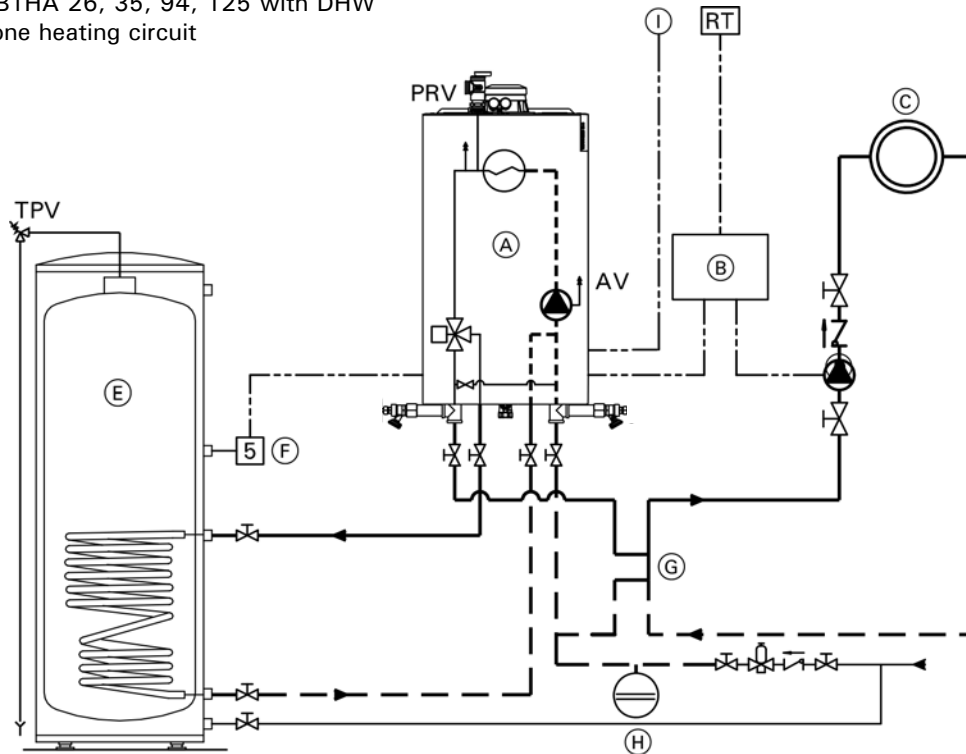 BTHA 26, 35, 94, 125 with DHW
one heating circuit
I
RT
PRV
C
TPV
A
B
AV
E
5
F
G
H